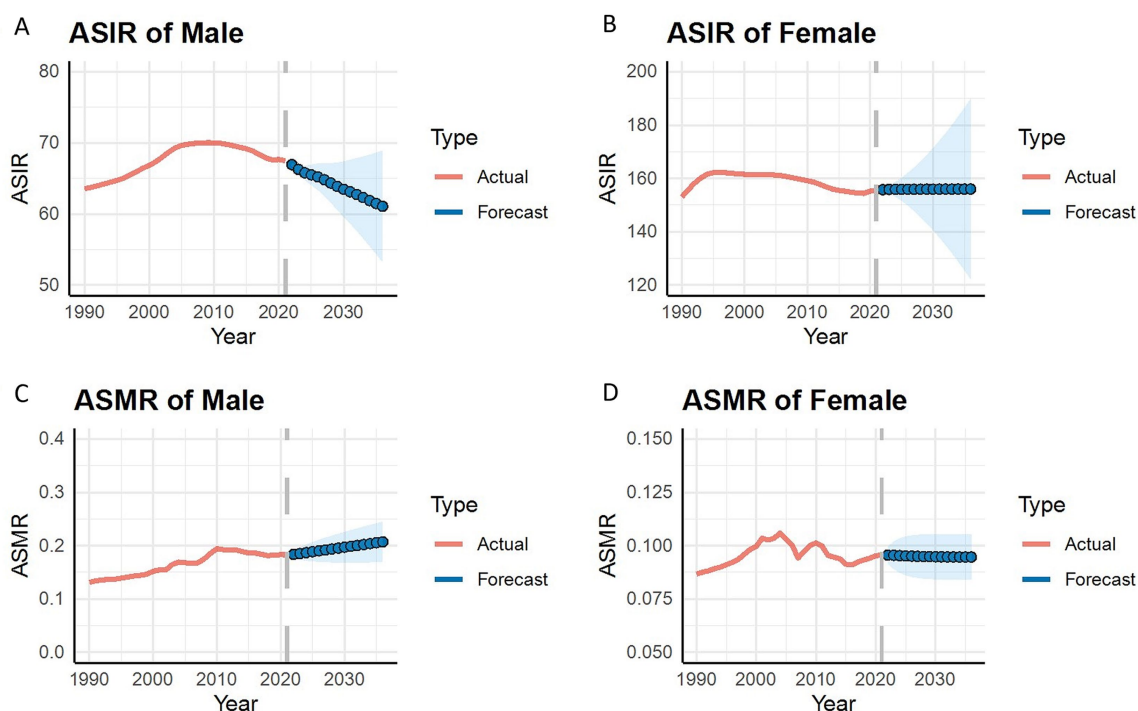 A
ASIR of Male
80
70
60
50
ASIR
1990 2000 2010 2020 2030
Year
Type
Actual
Forecast
B
ASIR of Female
200
180
160
140
120
ASIR
1990 2000 2010 2020 2030
Year
Type
Actual
Forecast
C
ASMR of Male
0.4
0.3
0.2
0.1
0.0
ASMR
1990 2000 2010 2020 2030
Year
Type
Actual
Forecast
D
ASMR of Female
0.150
0.125
0.100
0.075
0.050
ASMR
1990 2000 2010 2020 2030
Year
Type
Actual
Forecast